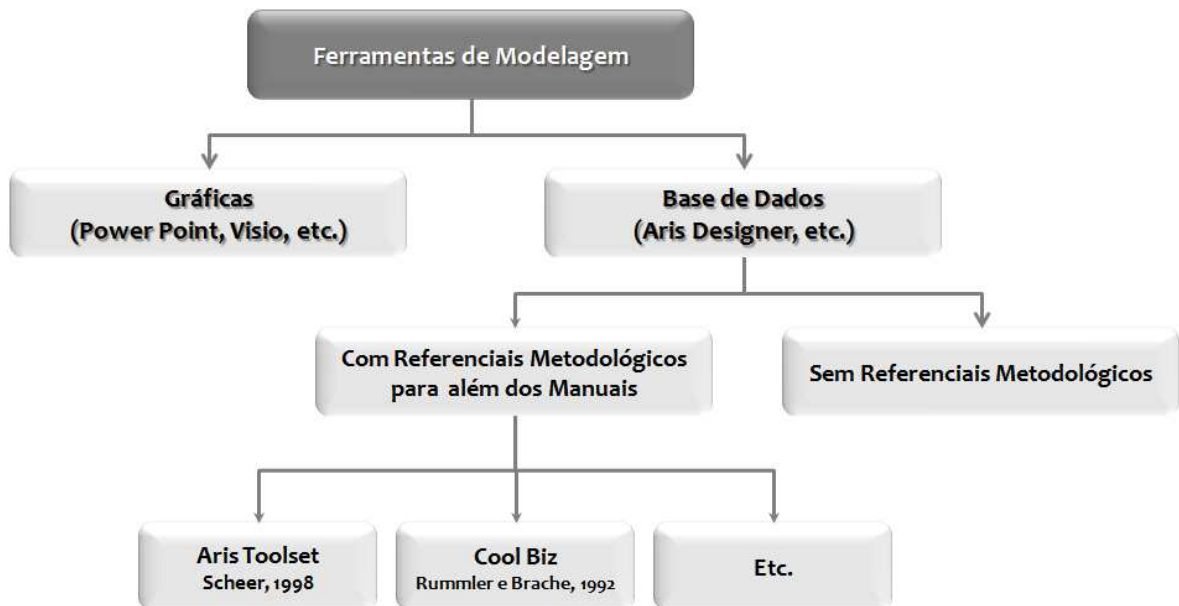 Ferramentas de Modelagem
Gráficas
(Power Point, Visio, etc.)
Base de Dados
(Aris Designer, etc.)
Com Referenciais Metodológicos
para além dos Manuais
Sem Referenciais Metodológicos
Aris Toolset
Scheer, 1998
Cool Biz
Rummler e Brache, 1992
Etc.